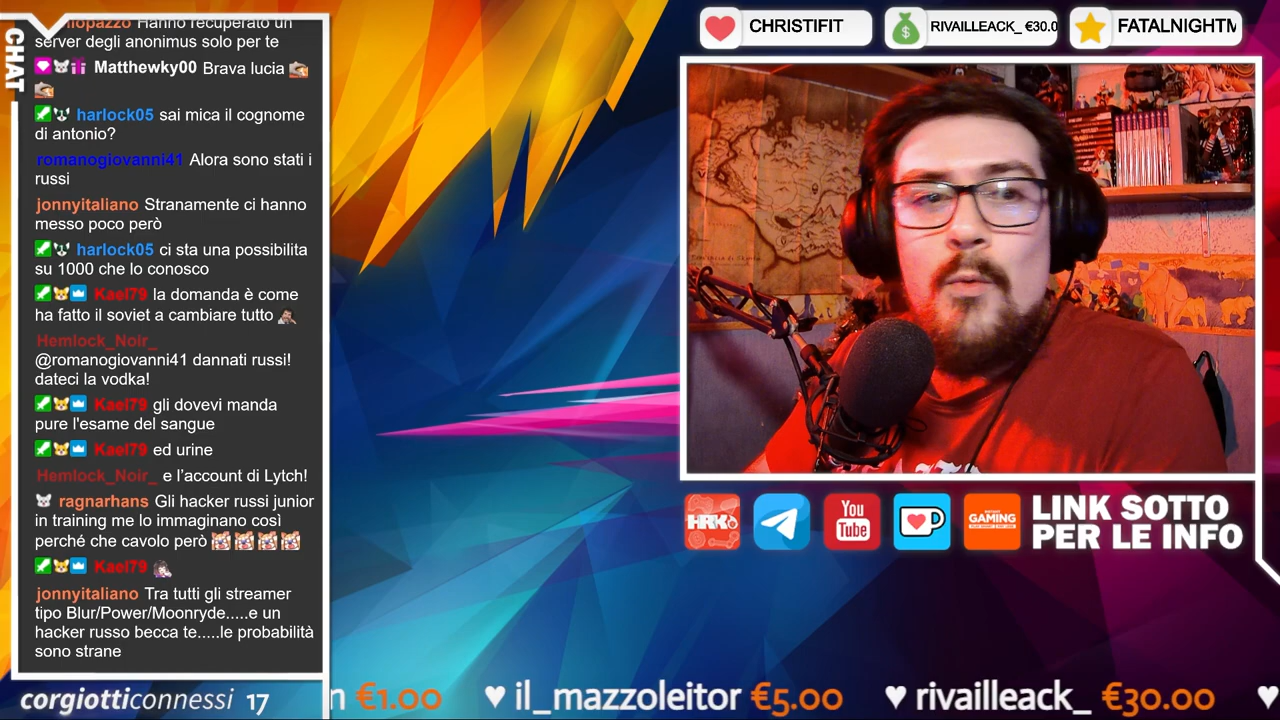 CHAT
Hanno recuperato un
server degli anonimus solo per te
Matthewky00 Brava lucia
harlock05 sai mica il cognome
di antonio?
romanogiovanni41 Alora sono stati i
russi
jonnyitaliano Stranamente ci hanno
messo poco però
harlock05 ci sta una possibilita
su 1000 che lo conosco
Kael79 la domanda è come
ha fatto il soviet a cambiare tutto
Hemlock_Noir_
@romanogiovanni41 dannati russi!
dateci la vodka!
Kael79 gli dovevi manda
pure l'esame del sangue
Kael79 ed urine
Hemlock_Noir_ e l'account di Lytch!
ragnarhans Gli hacker russi junior
in training me lo immaginano così
perché che cavolo però
Kael79
jonnyitaliano Tra tutti gli streamer
tipo Blur/Power/Moonryde.....e un
hacker russo becca te.....le probabilità
sono strane
corgiotticonnessi 17
CHRISTIFIT
RIVAILLEACK_ €30.0
FATALNIGHTM
HRK
You
Tube
GAMING
LINK SOTTO
PER LE INFO
n €1.00 ♥ il_mazzoleitor €5.00 ♥ rivailleack_ €30.00 ♥